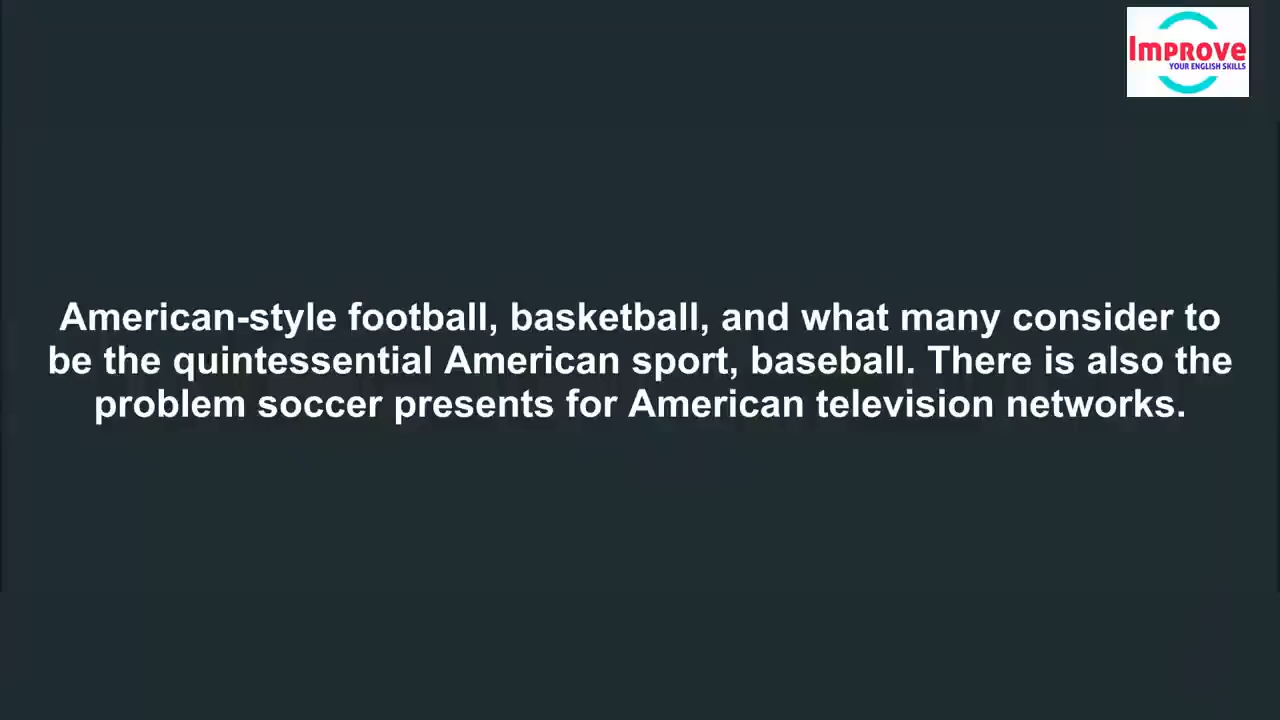 Improve
YOUR ENGLISH SKILLS
American-style football, basketball, and what many consider to
be the quintessential American sport, baseball. There is also the
problem soccer presents for American television networks.